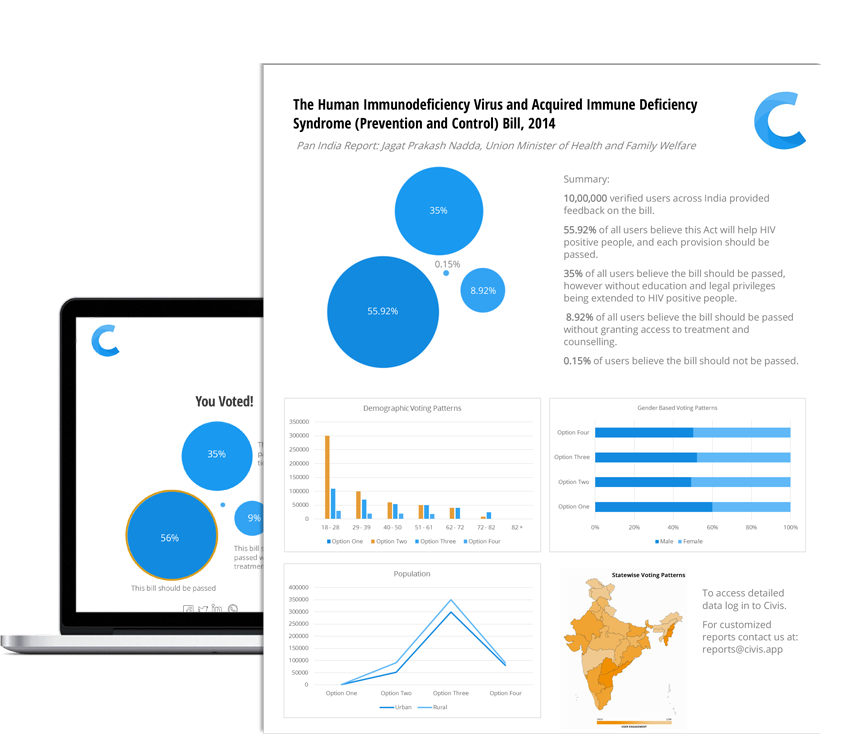 The Human Immunodeficiency Virus and Acquired Immune Deficiency
Syndrome (Prevention and Control) Bill, 2014
Pan India Report: Jagat Prakash Nadda, Union Minister of Health and Family Welfare
35%
0.15%
8.92%
55.92%
Summary:
10,00,000 verified users across India provided
feedback on the bill.
55.92% of all users believe this Act will help HIV
positive people, and each provision should be
passed.
35% of all users believe the bill should be passed,
however without education and legal privileges
being extended to HIV positive people.
8.92% of all users believe the bill should be passed
without granting access to treatment and
counselling.
0.15% of users believe the bill should not be passed.
You Voted!
35%
9%
56%
This bill
passed
This bill should be passed
Demographic Voting Patterns
350000
300000
250000
200000
150000
100000
50000
0
18 - 28 29 - 39 40 - 50 51 - 61 62 - 72 72 - 82 82 +
Option One Option Two Option Three Option Four
Gender Based Voting Patterns
Option Four
Option Three
Option Two
Option One
0% 20% 40% 60% 80% 100%
Male Female
Population
400000
350000
300000
250000
200000
150000
100000
50000
0
Option One Option Two Option Three Option Four
Urban Rural
Statewise Voting Patterns
USER ENGAGEMENT
To access detailed
data log in to Civis.
For customized
reports contact us at:
reports@civis.app